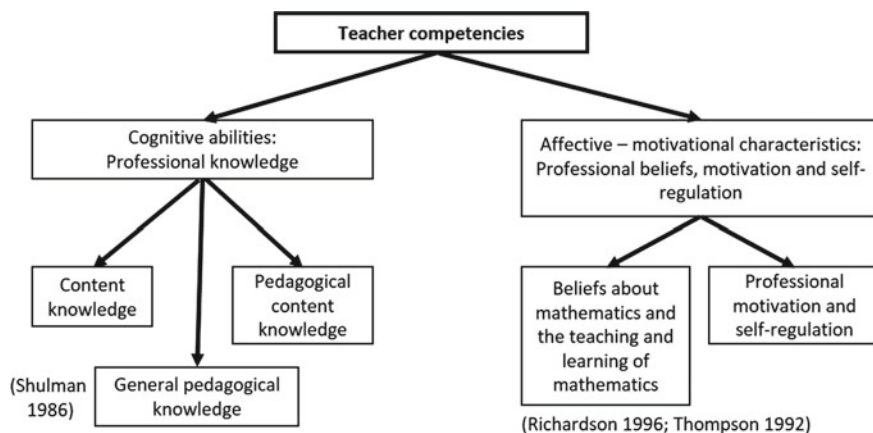 Teacher competencies
Cognitive abilities:
Professional knowledge
Affective – motivational characteristics:
Professional beliefs, motivation and self-
regulation
Content
knowledge
Pedagogical
content
knowledge
Beliefs about
mathematics and
the teaching and
learning of
mathematics
Professional
motivation and
self-regulation
(Shulman
1986)
General pedagogical
knowledge
(Richardson 1996; Thompson 1992)